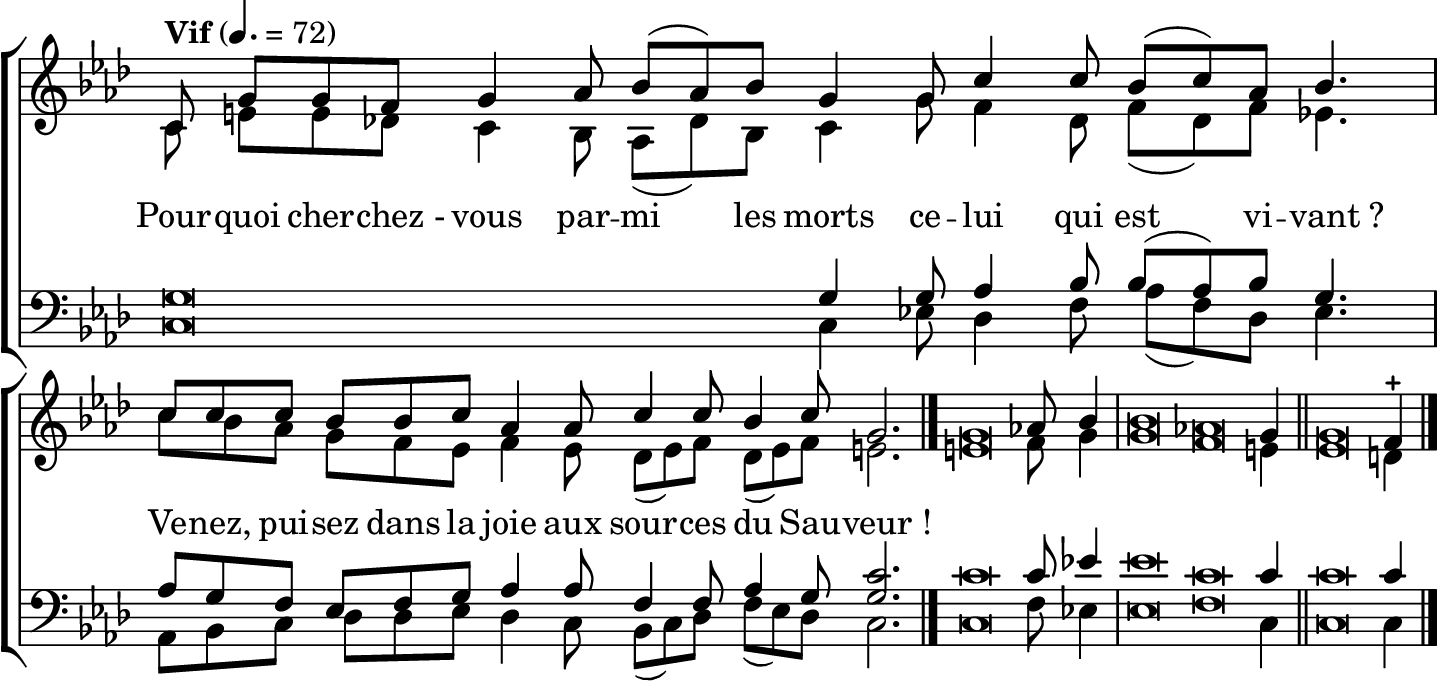 Vif (♩. = 72)
Pourquoi cherchez - vous par – mi les morts ce – lui qui est vi – vant ?
Venez, puisez dans la joie aux sources du Sauveur !